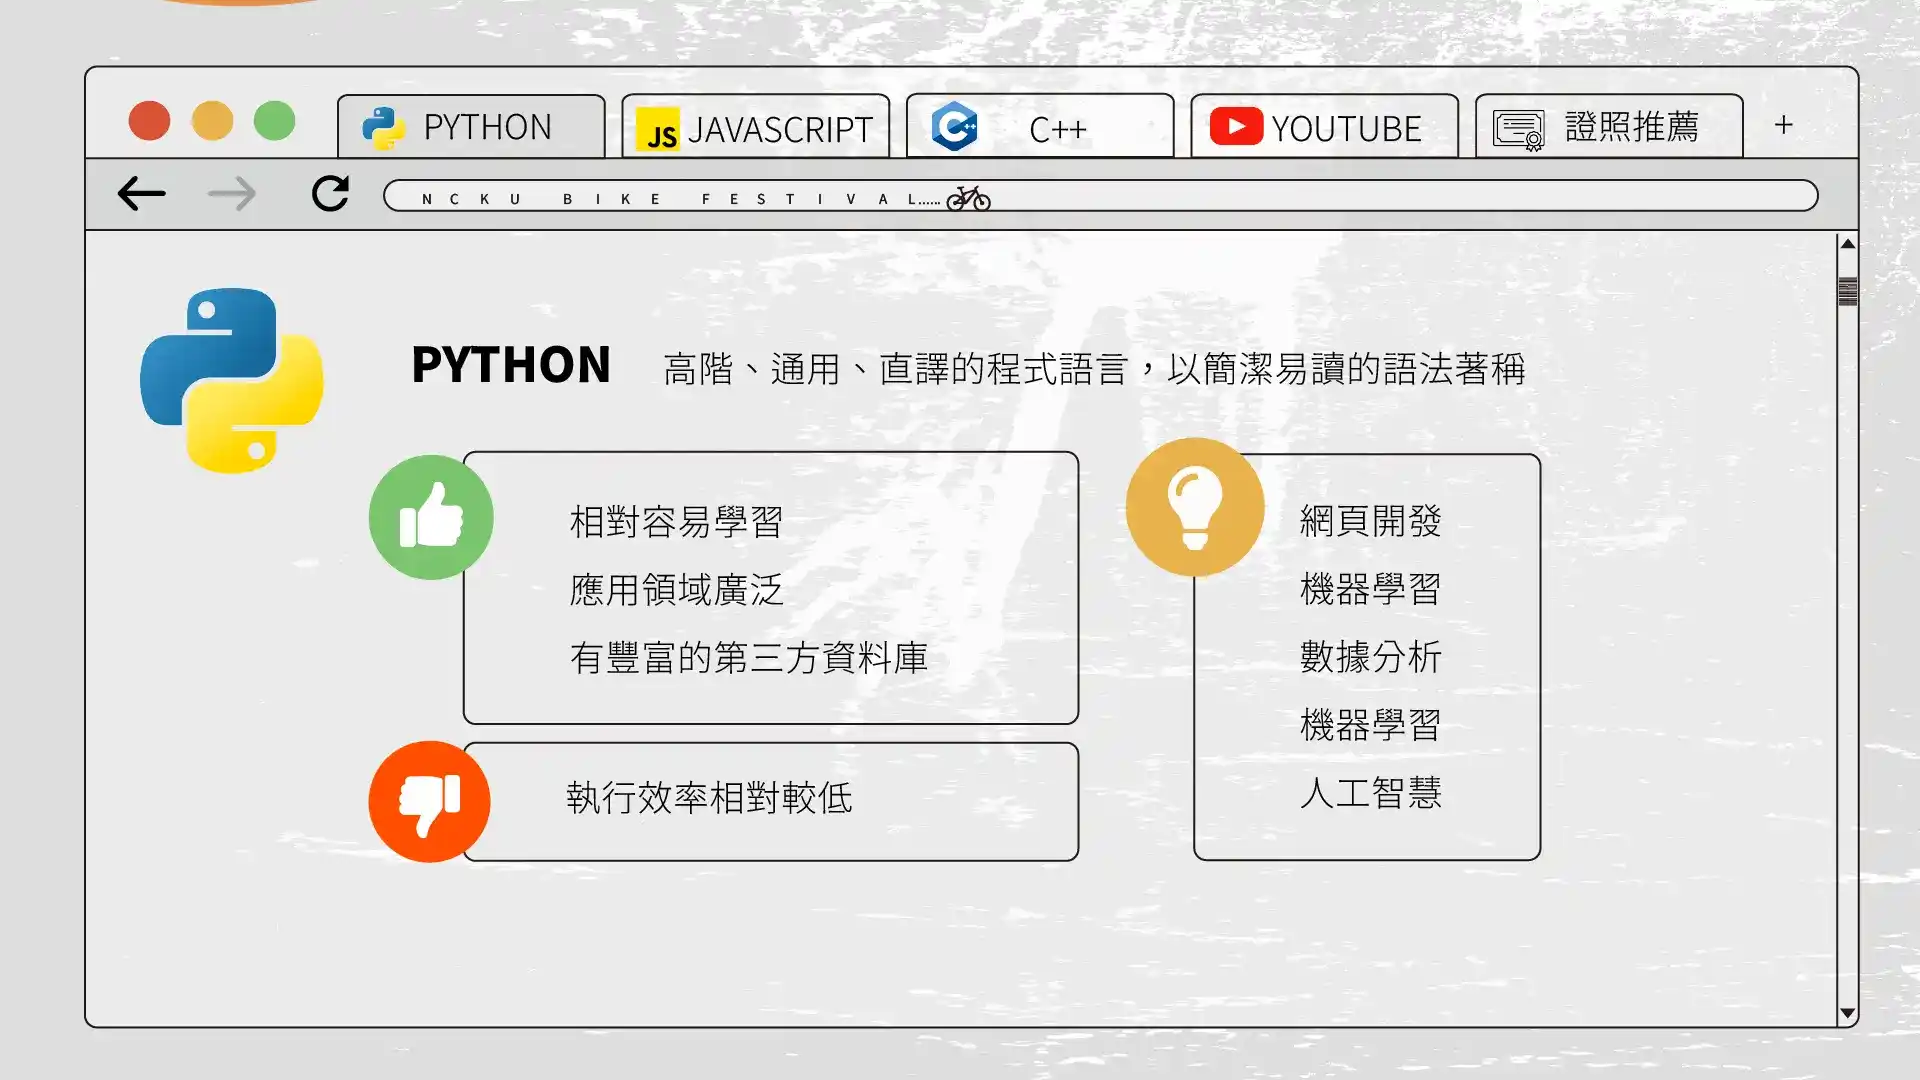 PYTHON
JS JAVASCRIPT
C++
YOUTUBE
證照推薦
+
NCKU BIKE FESTIVAL......
PYTHON
高階、通用、直譯的程式語言，以簡潔易讀的語法著稱
相對容易學習
應用領域廣泛
有豐富的第三方資料庫
執行效率相對較低
網頁開發
機器學習
數據分析
機器學習
人工智慧